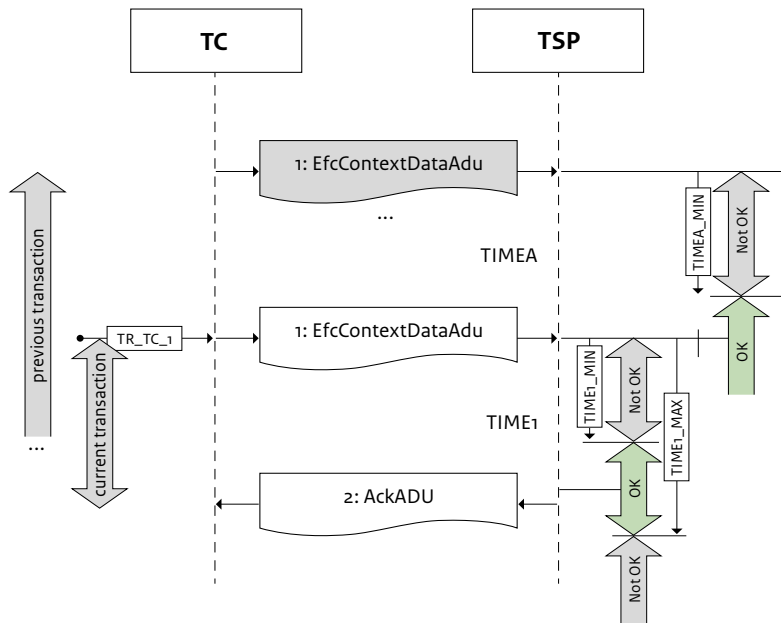 TC
TSP
1: EfcContextDataAdu
...
TIMEA
TIMEA_MIN
Not OK
OK
previous transaction
...
TR_TC_1
1: EfcContextDataAdu
current transaction
TIME1
TIME1_MIN
Not OK
TIME1_MAX
OK
Not OK
2: AckADU